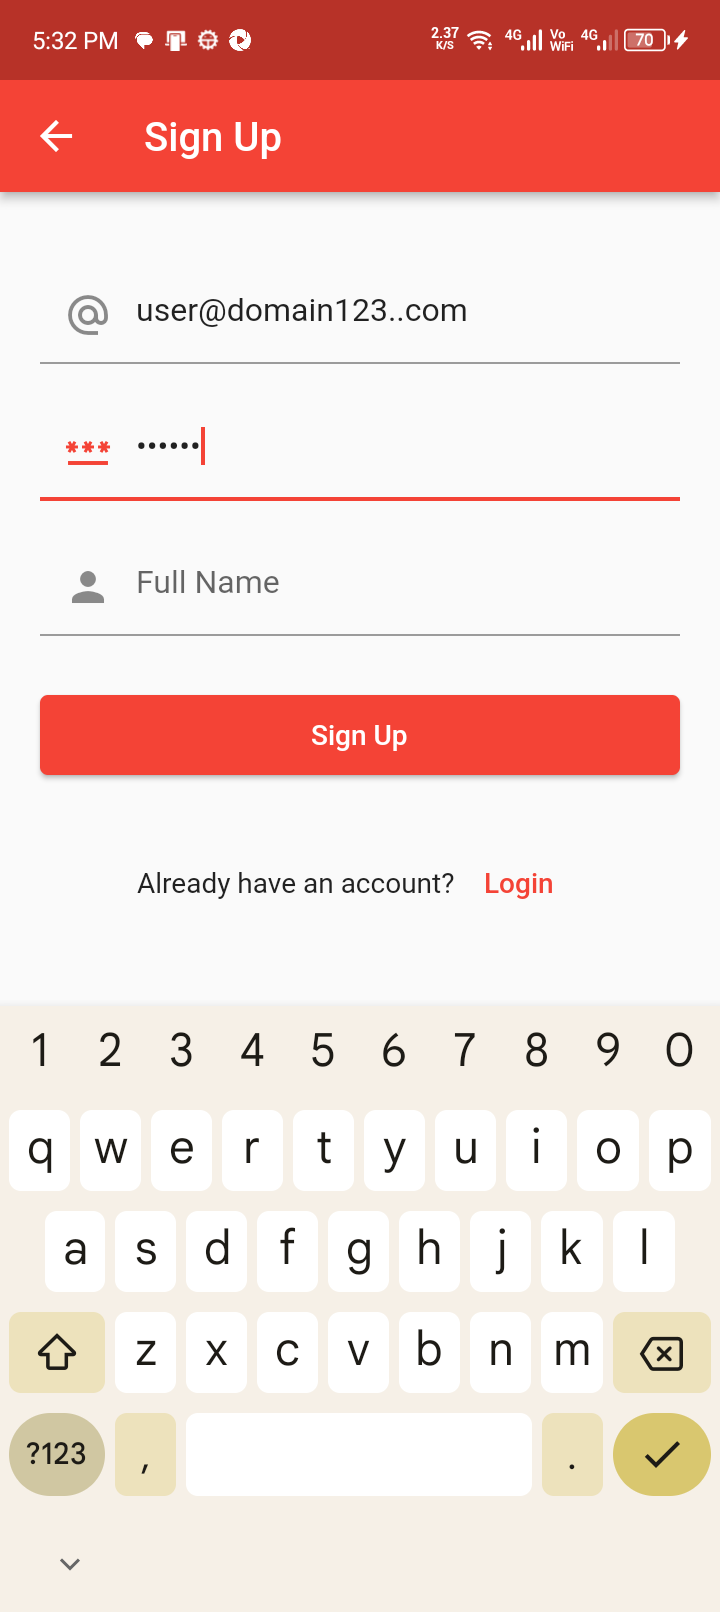 5:32 PM 2.37 K/S 4G Vo WiFi 4G 70
Sign Up
user@domain123..com
••••••
Full Name
Sign Up
Already have an account? Login
1 2 3 4 5 6 7 8 9 0
q w e r t y u i o p
a s d f g h j k l
z x c v b n m
?123 , .